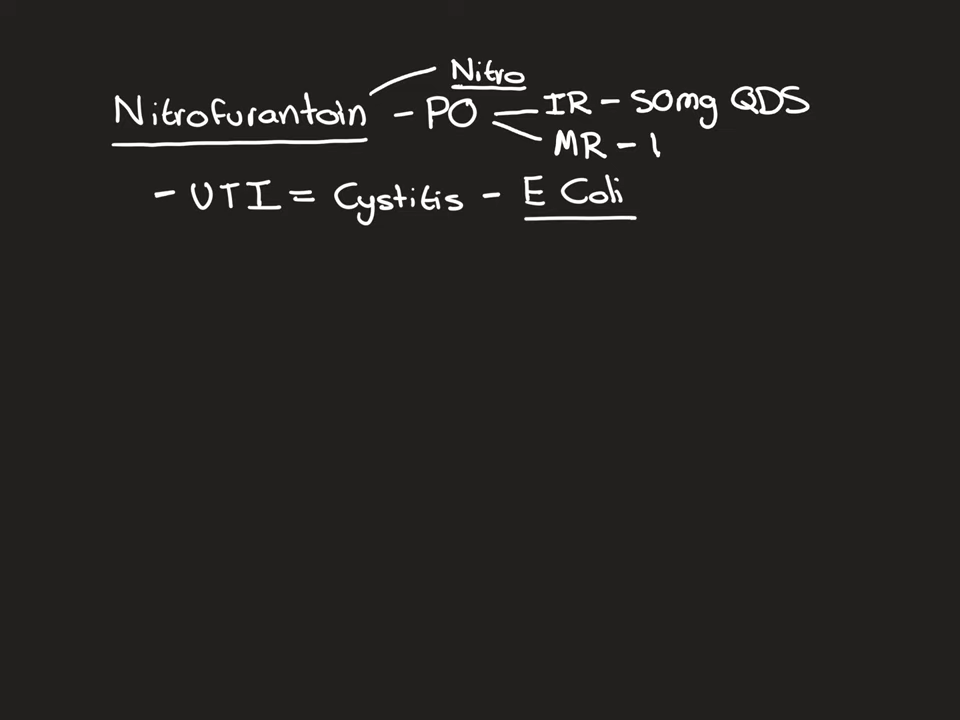 Nitro
Nitrofurantoin - PO - IR - 50mg QDS
MR - 1
- UTI = Cystitis - E Coli